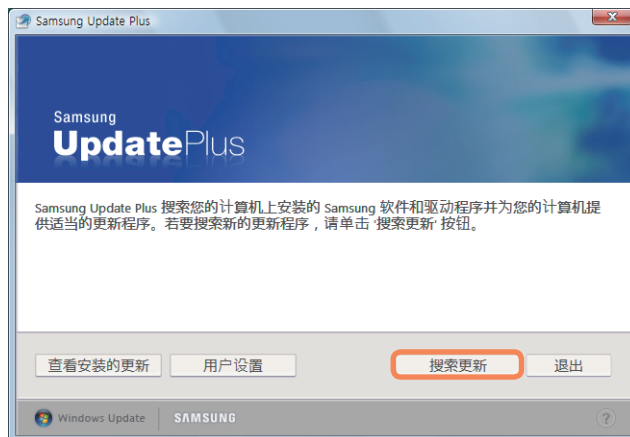 Samsung Update Plus
Samsung
UpdatePlus
Samsung Update Plus 搜索您的计算机上安装的 Samsung 软件和驱动程序并为您的计算机提
供适当的更新程序。若要搜索新的更新程序，请单击 '搜索更新' 按钮。
查看安装的更新 用户设置 搜索更新 退出
Windows Update SAMSUNG ?